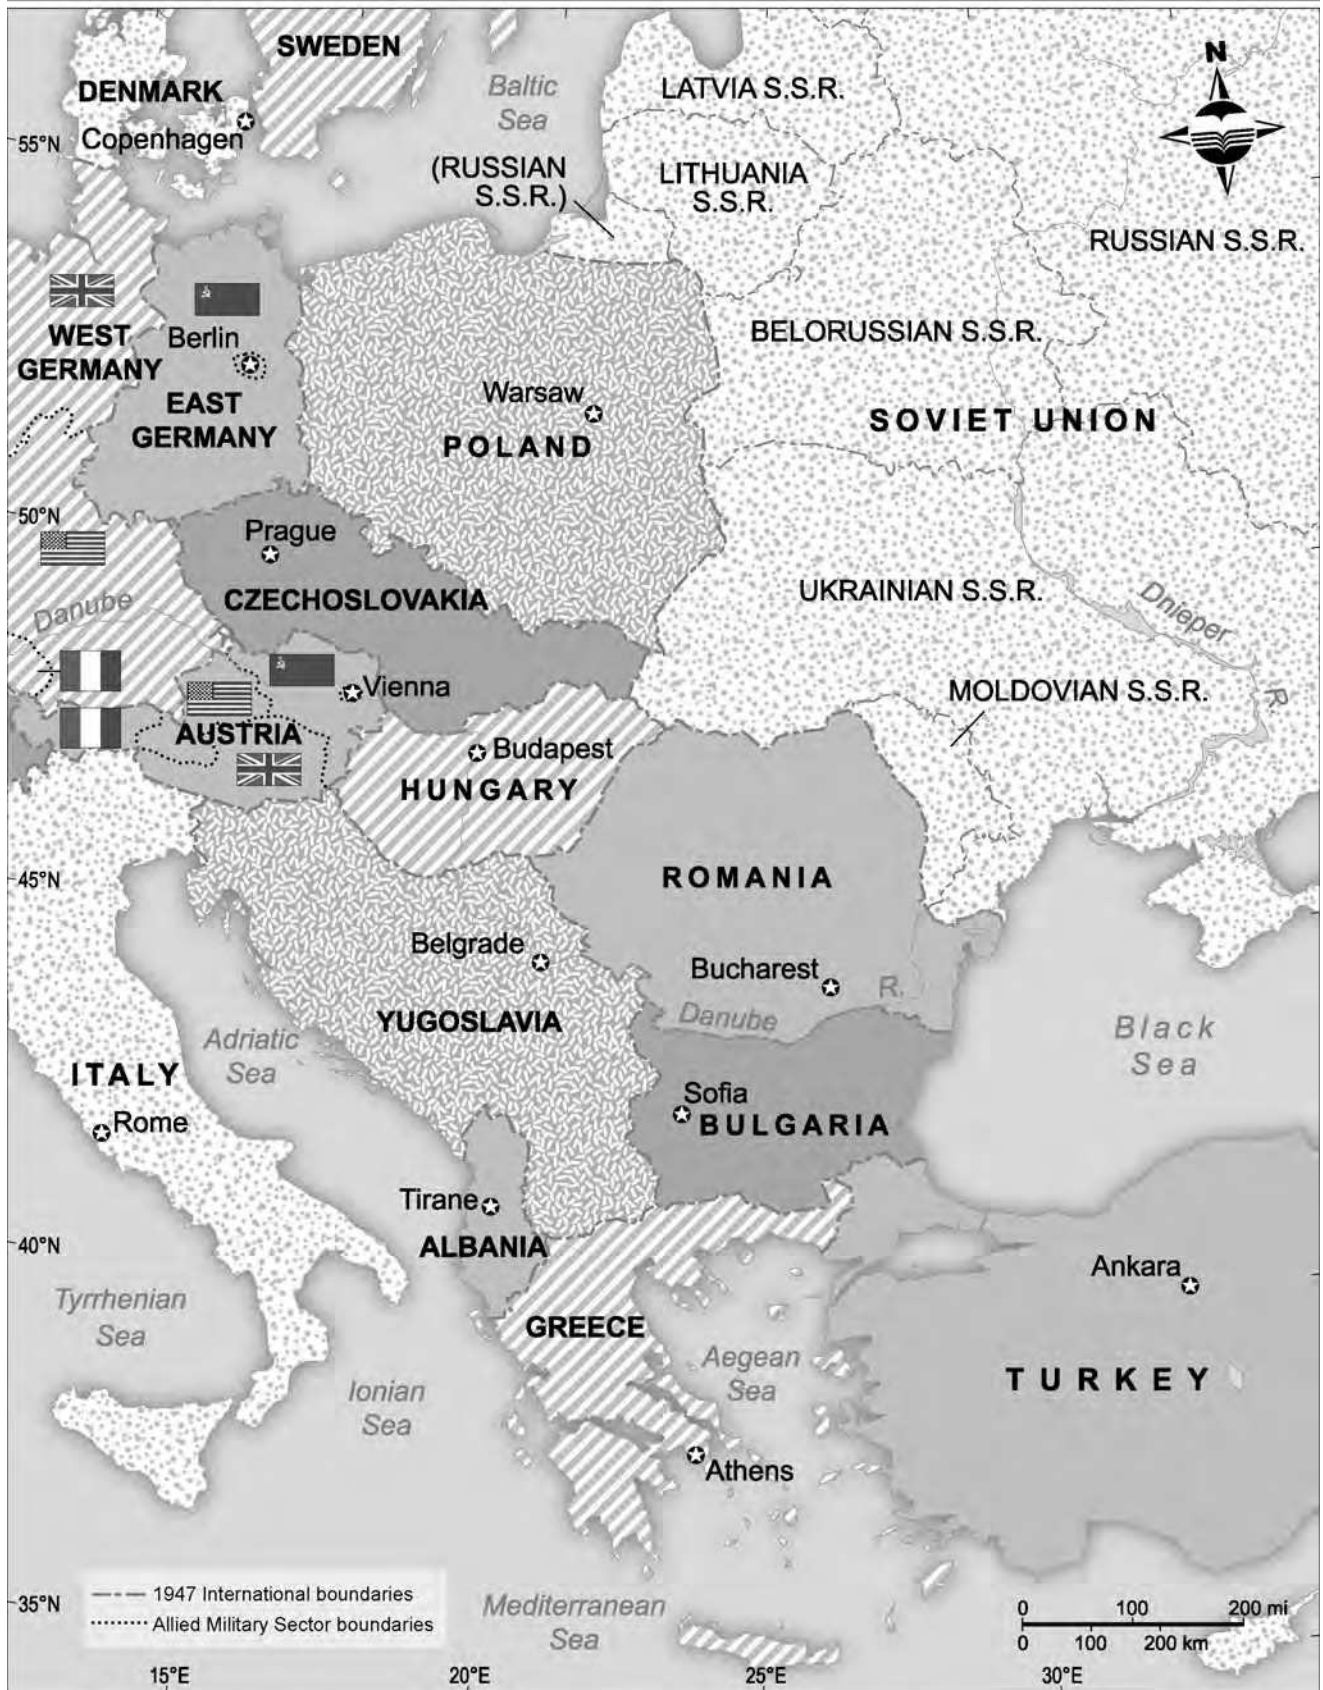 SWEDEN
DENMARK
Copenhagen
Baltic
Sea
LATVIA S.S.R.
N
55°N
(RUSSIAN
S.S.R.)
LITHUANIA
S.S.R.
RUSSIAN S.S.R.
WEST
GERMANY
Berlin
EAST
GERMANY
BELORUSSIAN S.S.R.
Warsaw
POLAND
SOVIET UNION
50°N
Prague
CZECHOSLOVAKIA
UKRAINIAN S.S.R.
Dnieper
R.
Danube
R.
Vienna
MOLDOVIAN S.S.R.
AUSTRIA
Budapest
HUNGARY
45°N
ROMANIA
Belgrade
Bucharest
R.
Danube
YUGOSLAVIA
Adriatic
Sea
Black
Sea
ITALY
Rome
Sofia
BULGARIA
Tirane
ALBANIA
40°N
Ankara
Tyrrhenian
Sea
GREECE
Aegean
Sea
TURKEY
Ionian
Sea
Athens
1947 International boundaries
Allied Military Sector boundaries
35°N
Mediterranean
Sea
0 100 200 mi
0 100 200 km
15°E 20°E 25°E 30°E